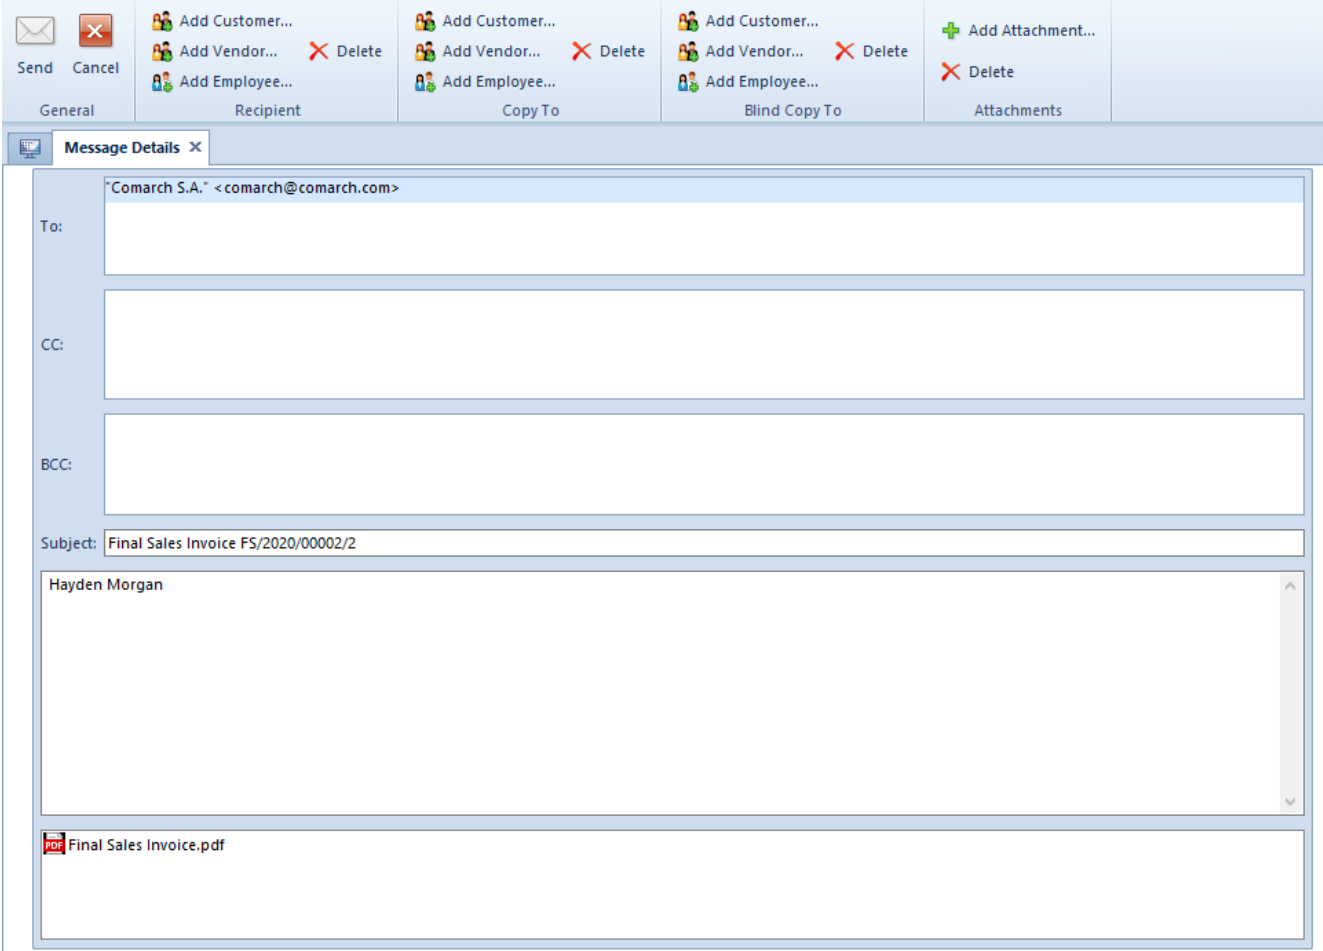 Send Cancel
General
Add Customer...
Add Vendor... Delete
Add Employee...
Recipient
Add Customer...
Add Vendor... Delete
Add Employee...
Copy To
Add Customer...
Add Vendor... Delete
Add Employee...
Blind Copy To
Add Attachment...
Delete
Attachments
Message Details
To: "Comarch S.A." <comarch@comarch.com>
CC:
BCC:
Subject: Final Sales Invoice FS/2020/00002/2
Hayden Morgan
PDF Final Sales Invoice.pdf